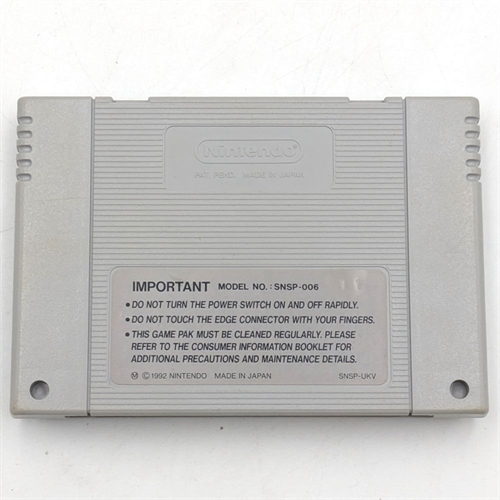 Nintendo
PAT. PEND. MADE IN JAPAN
IMPORTANT MODEL NO.: SNSP-006
• DO NOT TURN THE POWER SWITCH ON AND OFF RAPIDLY.
• DO NOT TOUCH THE EDGE CONNECTOR WITH YOUR FINGERS.
• THIS GAME PAK MUST BE CLEANED REGULARLY. PLEASE
REFER TO THE CONSUMER INFORMATION BOOKLET FOR
ADDITIONAL PRECAUTIONS AND MAINTENANCE DETAILS.
Ⓜ © 1992 NINTENDO MADE IN JAPAN SNSP-UKV